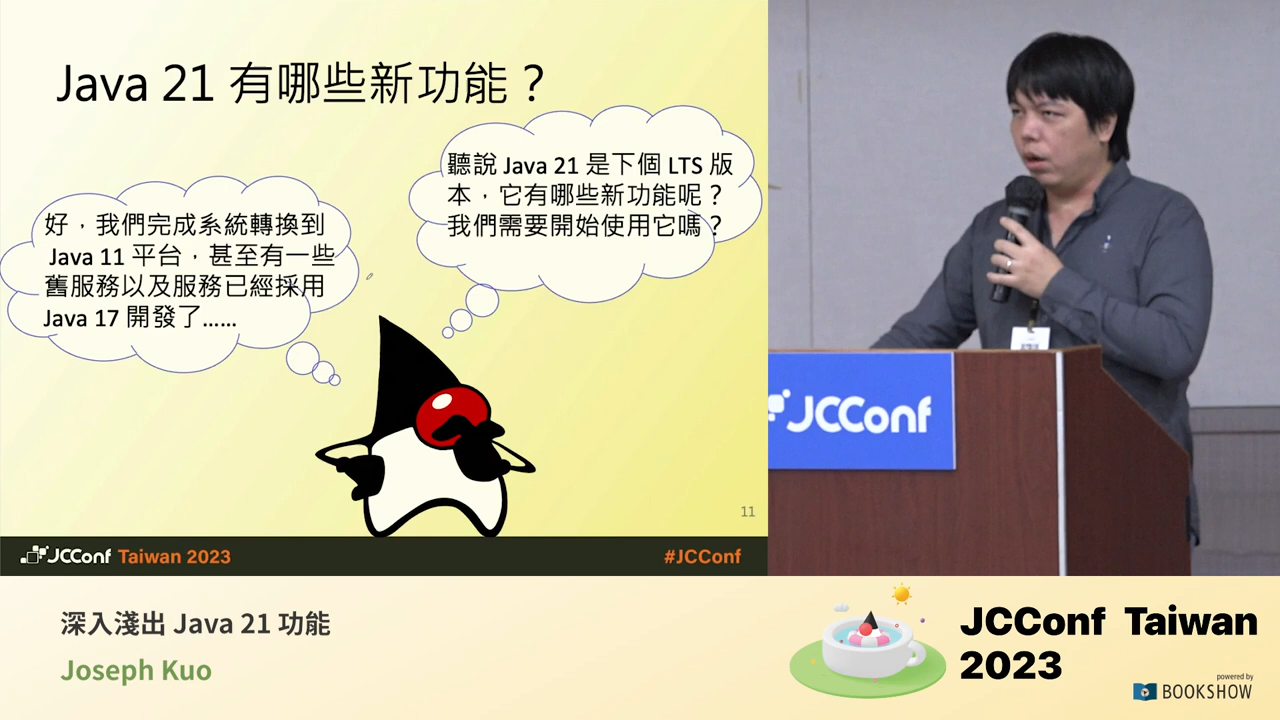 Java 21 有哪些新功能？
聽說 Java 21 是下個 LTS 版
本，它有哪些新功能呢？
我們需要開始使用它嗎？
好，我們完成系統轉換到
Java 11 平台，甚至有一些
舊服務以及服務已經採用
Java 17 開發了......
11
JCConf Taiwan 2023
#JCConf
JCConf
深入淺出 Java 21 功能
Joseph Kuo
JCConf Taiwan
2023
powered by
BOOKSHOW